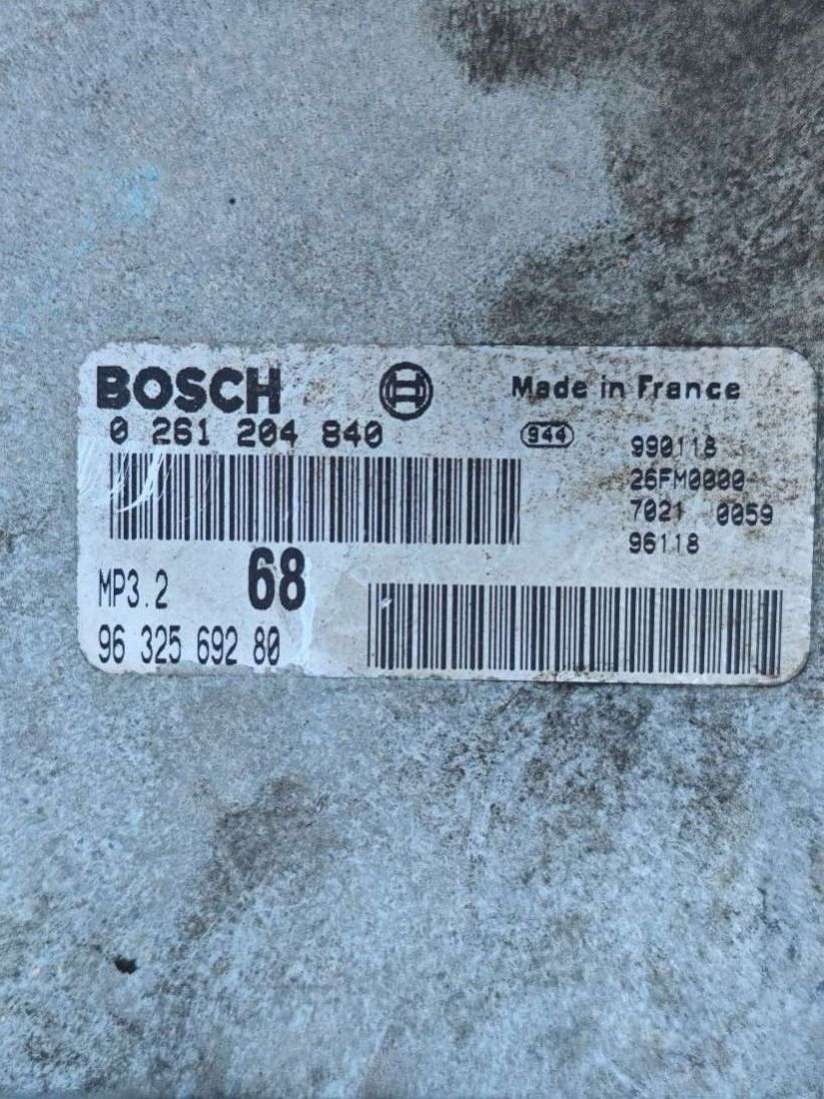 BOSCH
Made in France
0 261 204 840
944
990118
26FM0000
7021 0059
96118
MP3.2
68
96 325 692 80